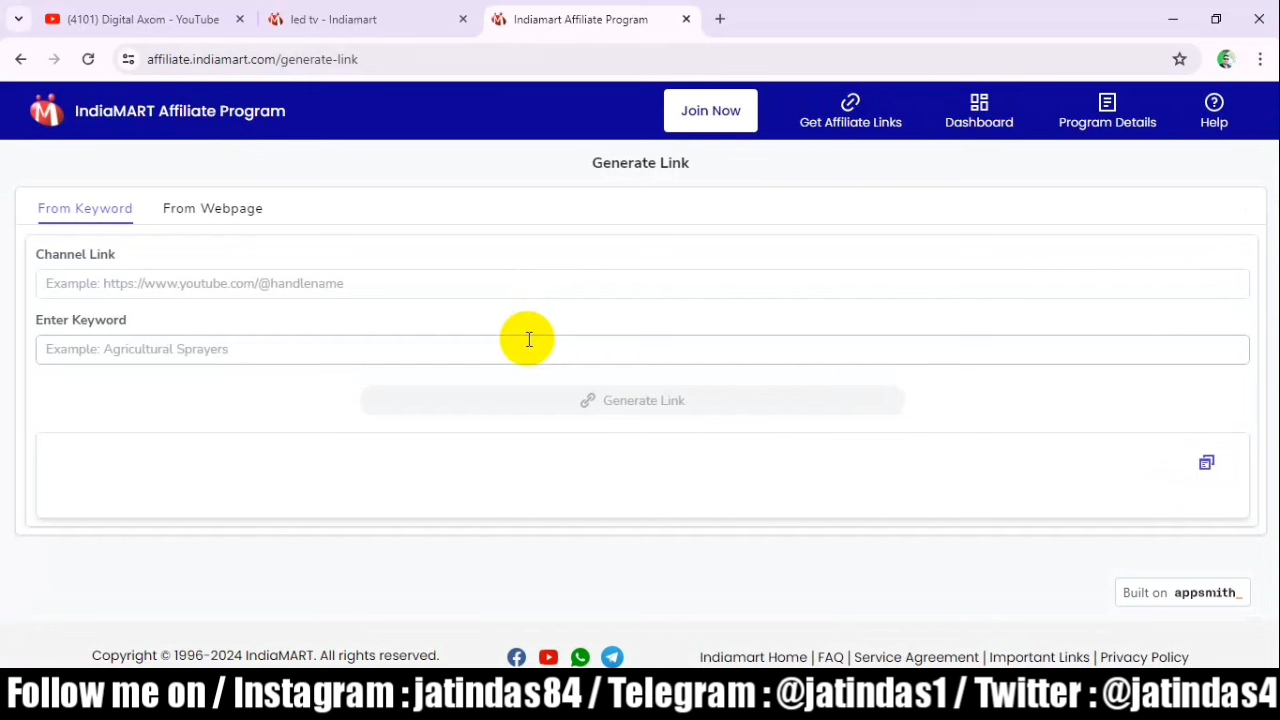 (4101) Digital Axom - YouTube
led tv - Indiamart
Indiamart Affiliate Program
affiliate.indiamart.com/generate-link
IndiaMART Affiliate Program
Join Now
Get Affiliate Links
Dashboard
Program Details
Help
Generate Link
From Keyword
From Webpage
Channel Link
Example: https://www.youtube.com/@handlename
Enter Keyword
Example: Agricultural Sprayers
Generate Link
Built on appsmith_
Copyright © 1996-2024 IndiaMART. All rights reserved.
Indiamart Home | FAQ | Service Agreement | Important Links | Privacy Policy
Follow me on / Instagram : jatindas84 / Telegram : @jatindas1 / Twitter : @jatindas4